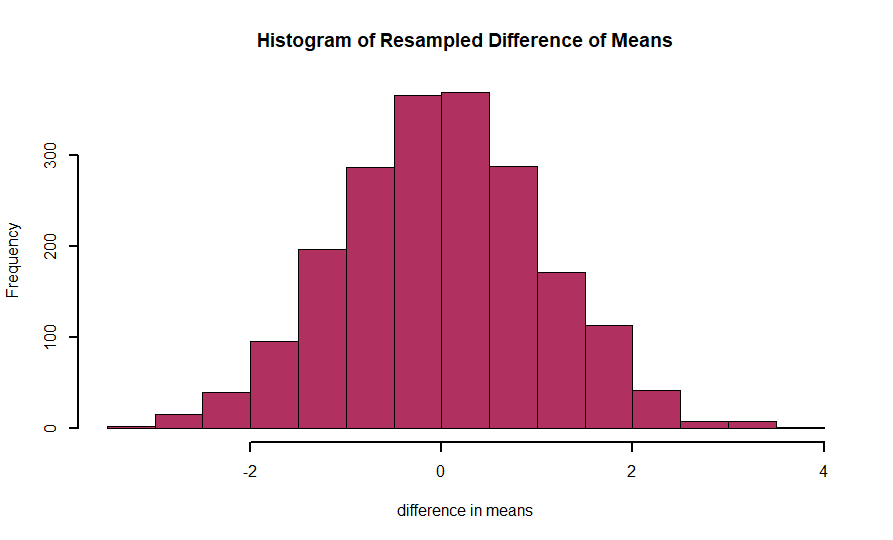 Histogram of Resampled Difference of Means
Frequency
300
200
100
0
-2 0 2 4
difference in means